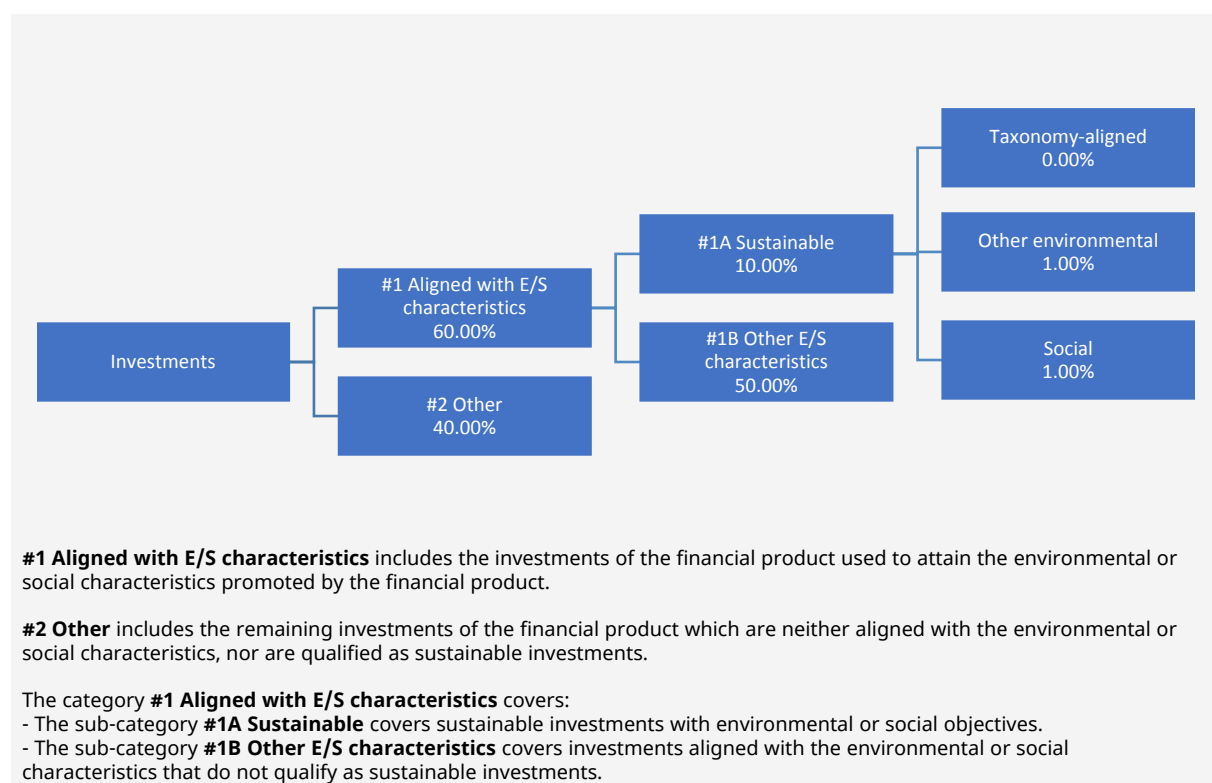 Investments
#1 Aligned with E/S
characteristics
60.00%
#2 Other
40.00%
#1A Sustainable
10.00%
#1B Other E/S
characteristics
50.00%
Taxonomy-aligned
0.00%
Other environmental
1.00%
Social
1.00%
#1 Aligned with E/S characteristics includes the investments of the financial product used to attain the environmental or
social characteristics promoted by the financial product.
#2 Other includes the remaining investments of the financial product which are neither aligned with the environmental or
social characteristics, nor are qualified as sustainable investments.
The category #1 Aligned with E/S characteristics covers:
- The sub-category #1A Sustainable covers sustainable investments with environmental or social objectives.
- The sub-category #1B Other E/S characteristics covers investments aligned with the environmental or social
characteristics that do not qualify as sustainable investments.